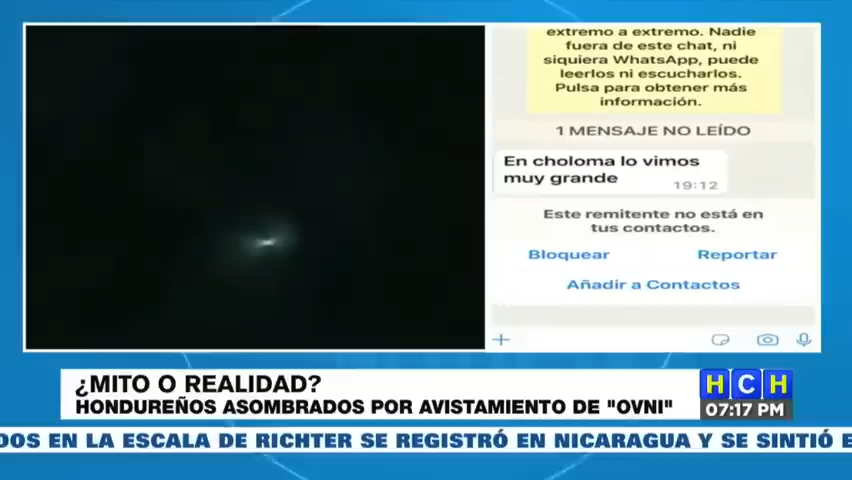 extremo a extremo. Nadie
fuera de este chat, ni
siquiera WhatsApp, puede
leerlos ni escucharlos.
Pulsa para obtener más
información.
1 MENSAJE NO LEÍDO
En choloma lo vimos
muy grande
19:12
Este remitente no está en
tus contactos.
Bloquear
Reportar
Añadir a Contactos
¿MITO O REALIDAD?
HONDUREÑOS ASOMBRADOS POR AVISTAMIENTO DE "OVNI"
HCH
07:17 PM
DOS EN LA ESCALA DE RICHTER SE REGISTRÓ EN NICARAGUA Y SE SINTIÓ E